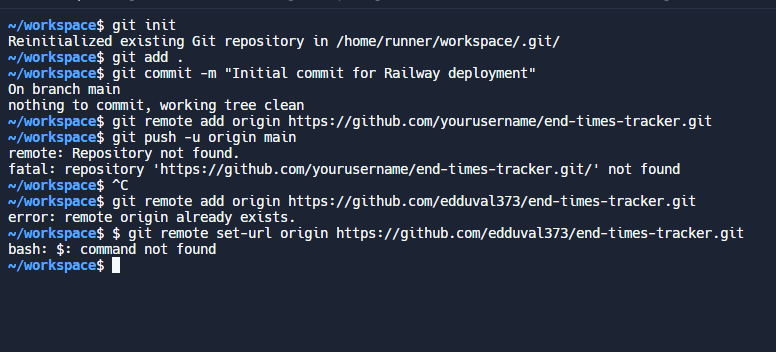 ~/workspace$ git init
Reinitialized existing Git repository in /home/runner/workspace/.git/
~/workspace$ git add .
~/workspace$ git commit -m "Initial commit for Railway deployment"
On branch main
nothing to commit, working tree clean
~/workspace$ git remote add origin https://github.com/yourusername/end-times-tracker.git
~/workspace$ git push -u origin main
remote: Repository not found.
fatal: repository 'https://github.com/yourusername/end-times-tracker.git/' not found
~/workspace$ ^C
~/workspace$ git remote add origin https://github.com/edduval373/end-times-tracker.git
error: remote origin already exists.
~/workspace$ $ git remote set-url origin https://github.com/edduval373/end-times-tracker.git
bash: $: command not found
~/workspace$